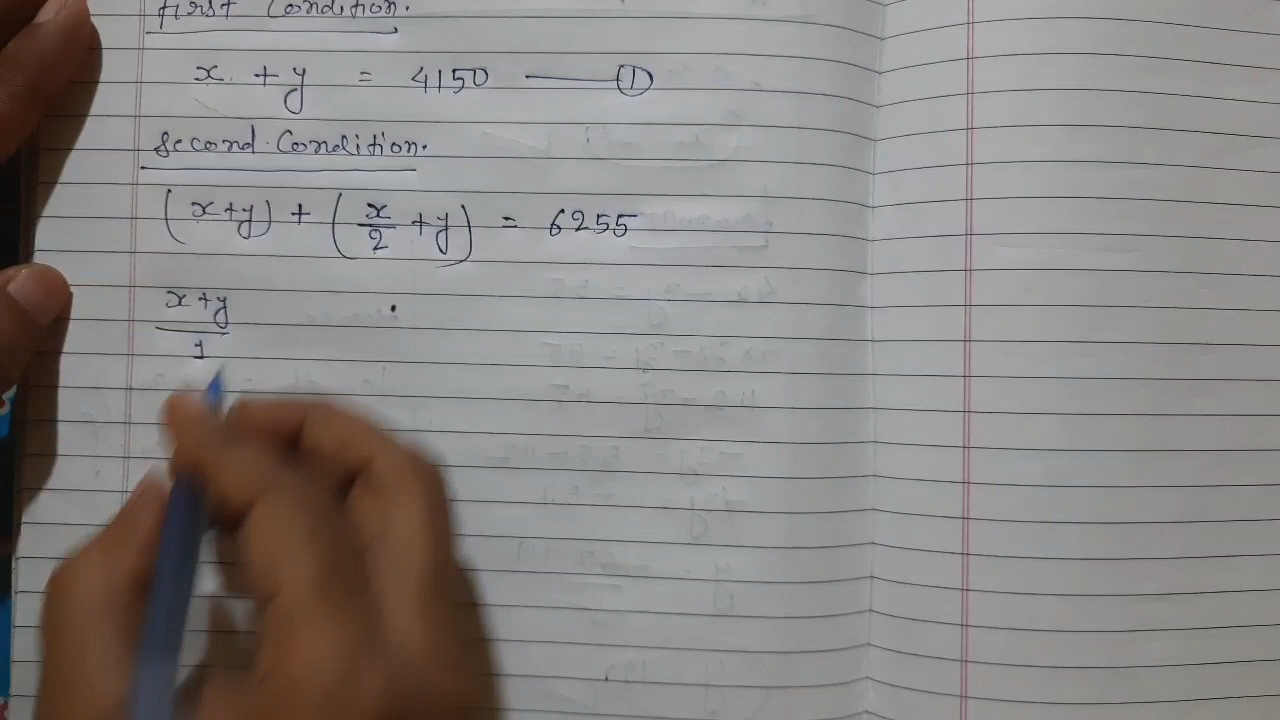 First Condition.
x + y = 4150 —— ①
Second Condition.
(x+y) + (x/2 + y) = 6255
x+y
1